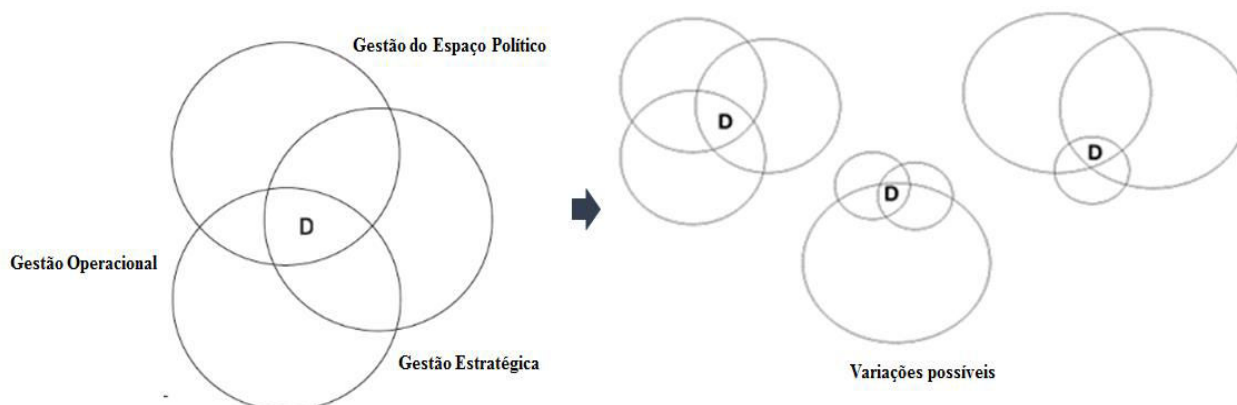 Gestão do Espaço Político
D
Gestão Operacional
Gestão Estratégica
D
D
D
Variações possíveis